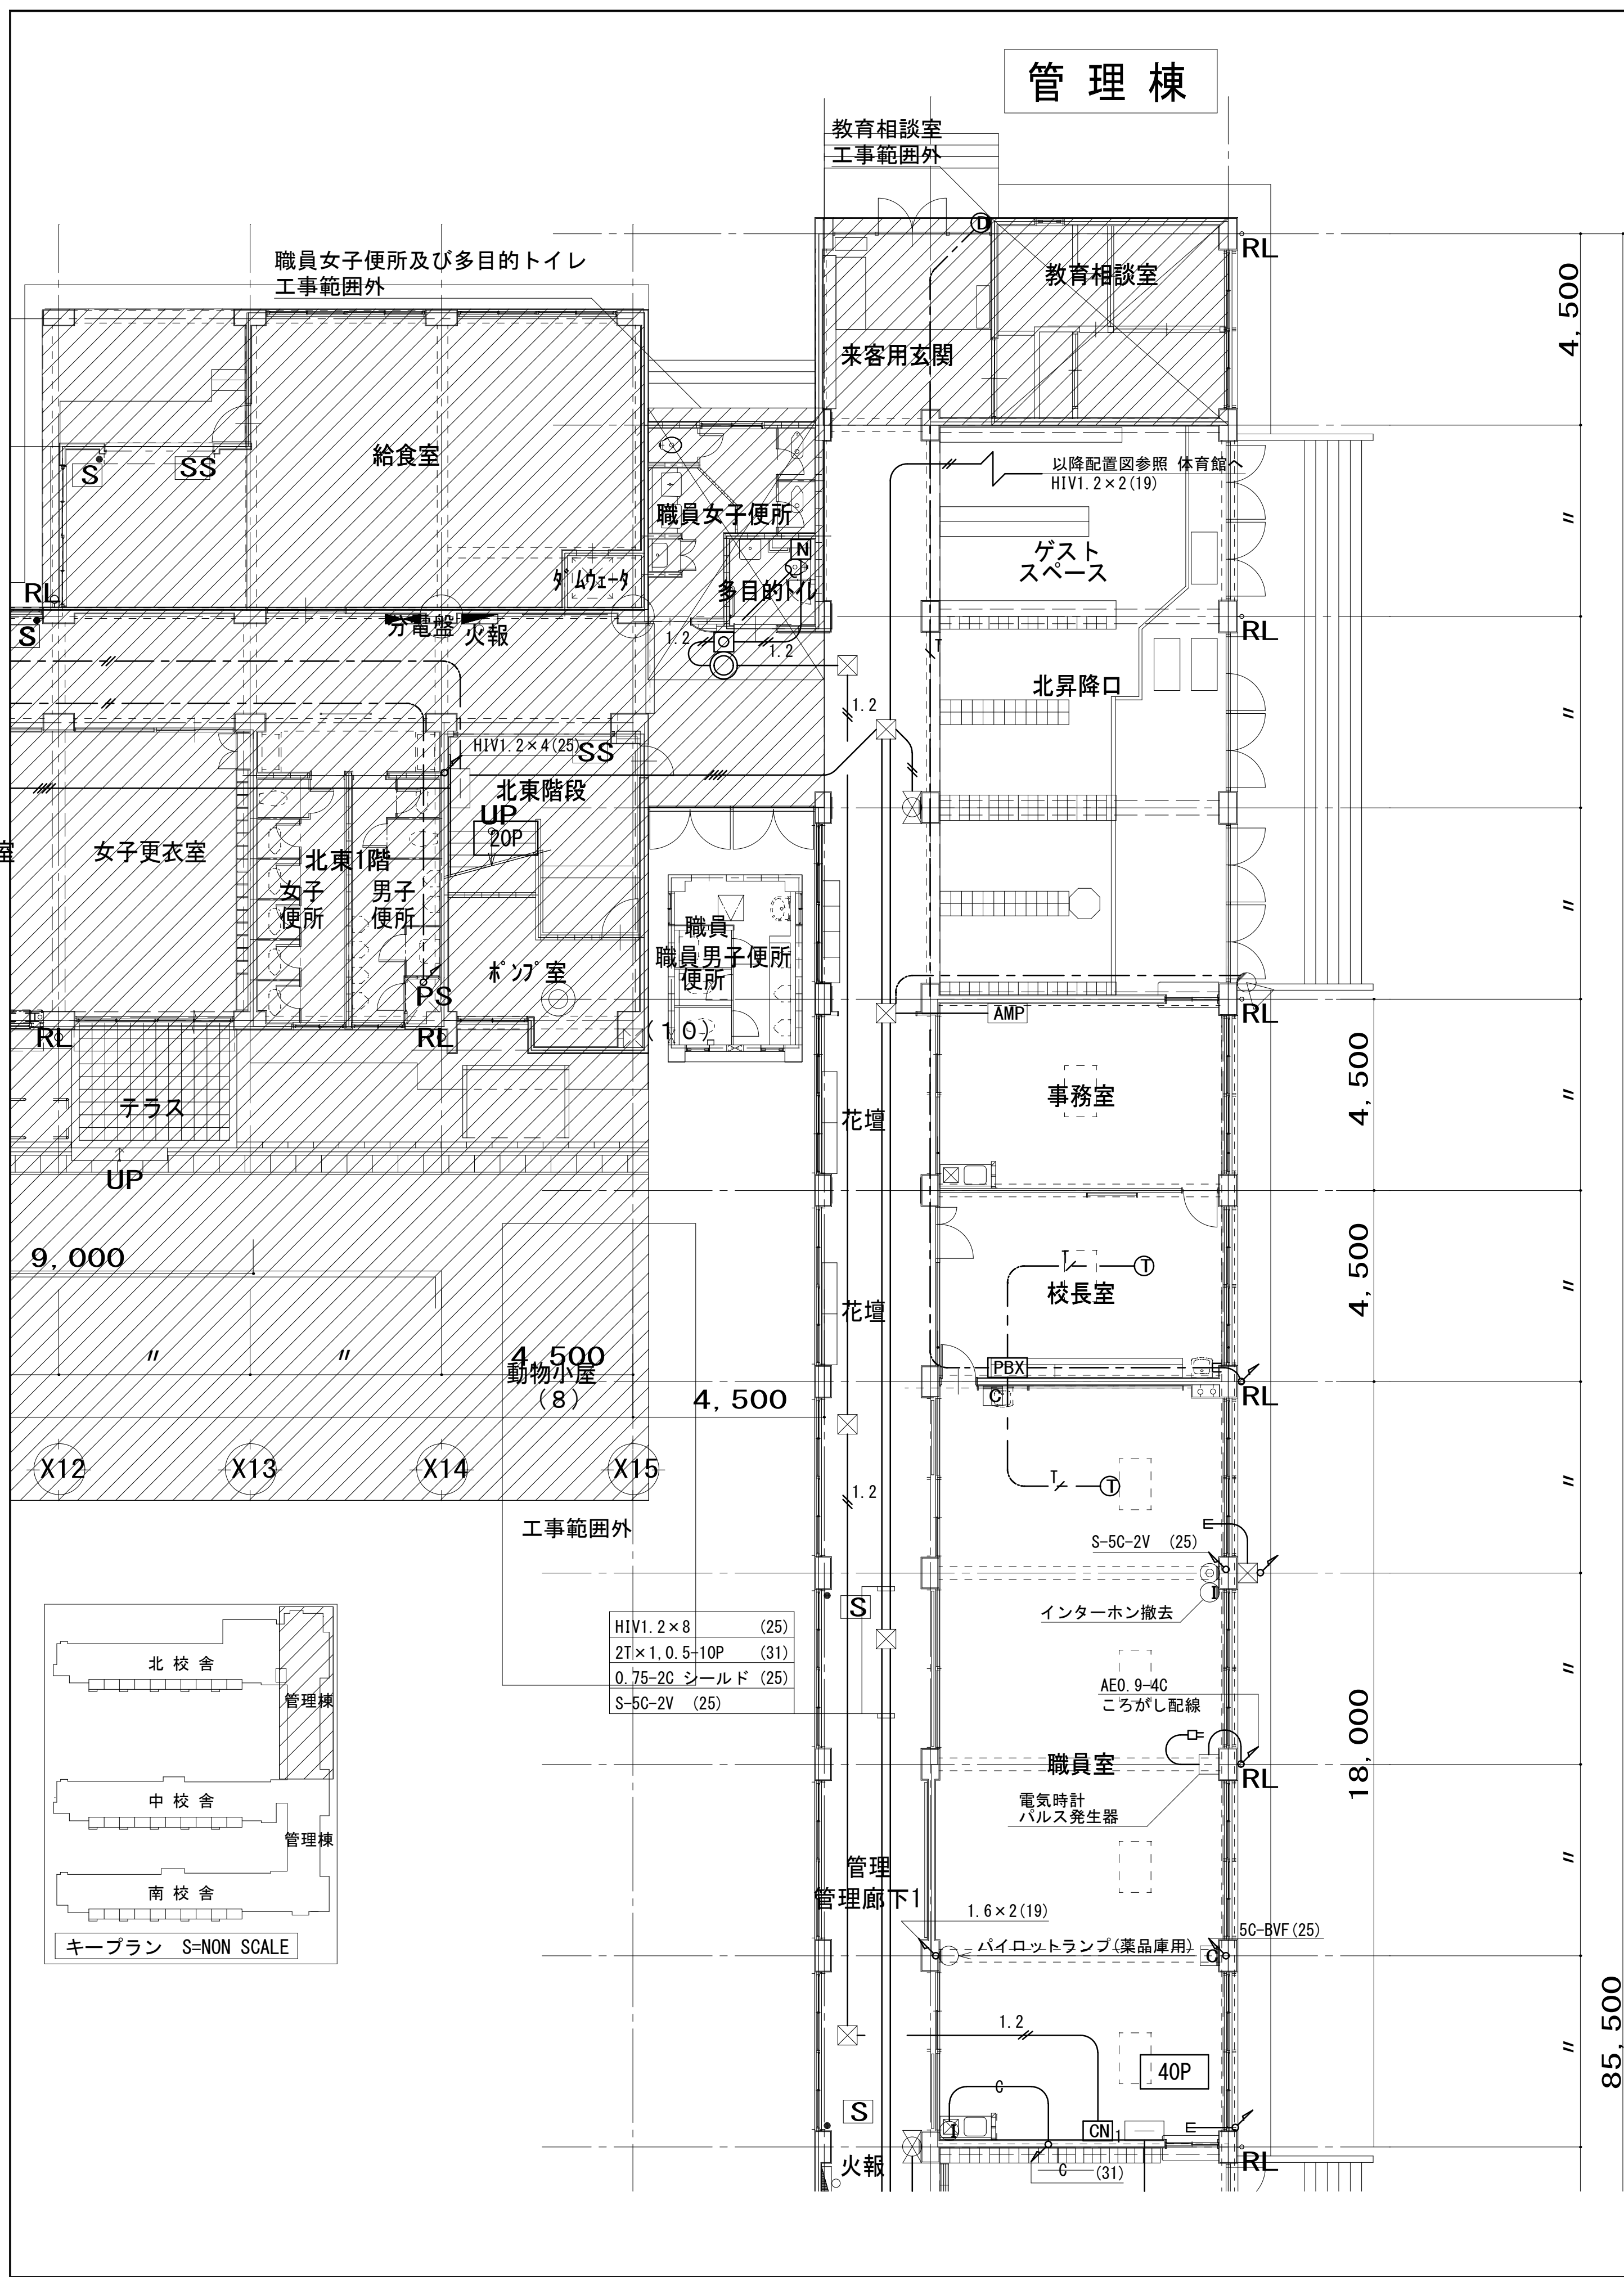 管 理 棟
教育相談室
工事範囲外
職員女子便所及び多目的トイレ
工事範囲外
D
RL
教育相談室
来客用玄関
4,500
給食室
S
SS
以降配置図参照 体育館へ
HIV1.2×2(19)
職員女子便所
〃
ゲスト
スペース
N
ダムウェータ
多目的トイレ
RL
S
分電盤
火報
1.2
1.2
RL
T
北昇降口
1.2
〃
HIV1.2×4(25)
SS
北東階段
UP
20P
室
女子更衣室
北東1階
女子
便所
男子
便所
職員
職員男子便所
便所
〃
ポンプ室
PS
RL
RL
(10)
AMP
RL
テラス
花壇
事務室
4,500
〃
UP
9,000
T
T
校長室
花壇
4,500
〃
〃
〃
4,500
動物小屋
(8)
4,500
PBX
C
RL
X12
X13
X14
X15
T
T
1.2
〃
工事範囲外
S-5C-2V (25)
I
インターホン撤去
S
HIV1.2×8 (25)
2T×1,0.5-10P (31)
0.75-2C シールド (25)
S-5C-2V (25)
北 校 舎
管理棟
中 校 舎
管理棟
南 校 舎
キープラン S=NON SCALE
AE0.9-4C
ころがし配線
〃
18,000
職員室
RL
電気時計
パルス発生器
管理
管理廊下1
〃
1.6×2(19)
パイロットランプ(薬品庫用)
5C-BVF(25)
C
1.2
40P
〃
85,500
C
S
I
CN
1
火報
C
(31)
RL